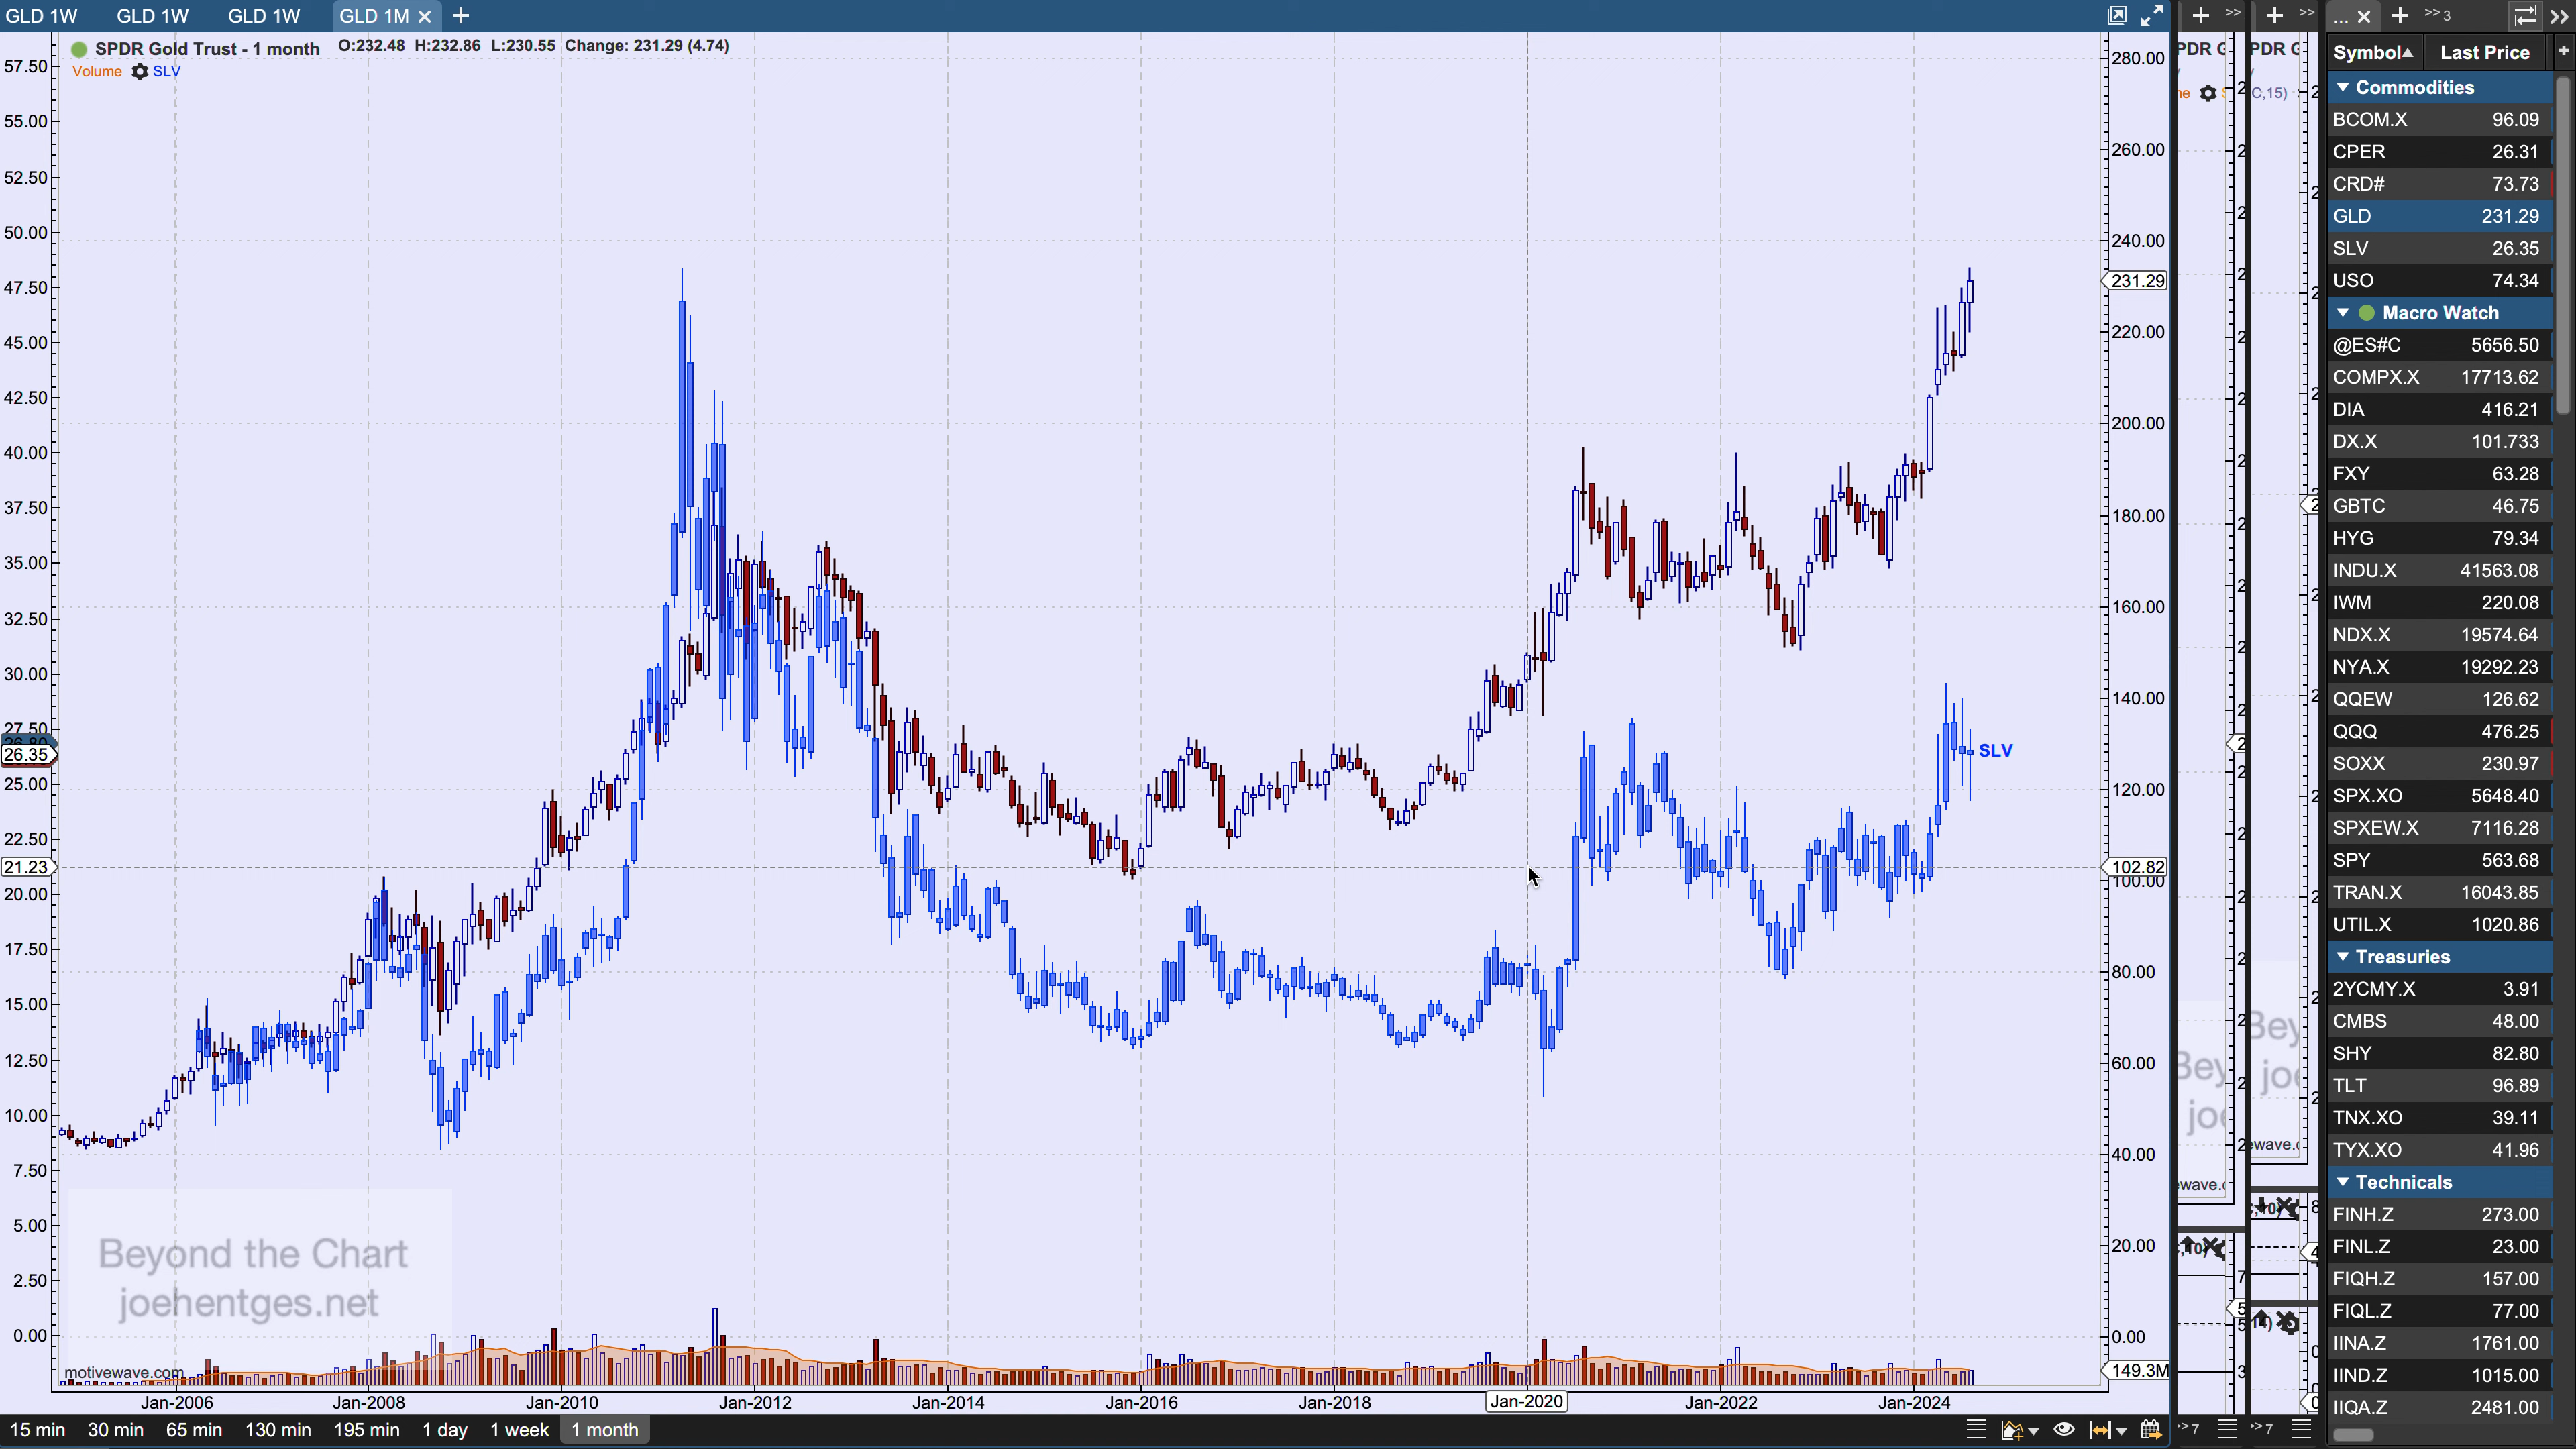 GLD 1W GLD 1W GLD 1W GLD 1M
SPDR Gold Trust - 1 month O:232.48 H:232.86 L:230.55 Change: 231.29 (4.74)
Volume SLV
57.50
55.00
52.50
50.00
47.50
45.00
42.50
40.00
37.50
35.00
32.50
30.00
27.50
26.35
25.00
22.50
21.23
20.00
17.50
15.00
12.50
10.00
7.50
5.00
2.50
0.00
SLV
280.00
260.00
240.00
231.29
220.00
200.00
180.00
160.00
140.00
120.00
102.82
100.00
80.00
60.00
40.00
20.00
0.00
149.3M
Beyond the Chart
joehentges.net
motivewave.com
Jan-2006 Jan-2008 Jan-2010 Jan-2012 Jan-2014 Jan-2016 Jan-2018 Jan-2020 Jan-2022 Jan-2024
15 min 30 min 65 min 130 min 195 min 1 day 1 week 1 month
Symbol Last Price
Commodities
BCOM.X 96.09
CPER 26.31
CRD# 73.73
GLD 231.29
SLV 26.35
USO 74.34
Macro Watch
@ES#C 5656.50
COMPX.X 17713.62
DIA 416.21
DX.X 101.733
FXY 63.28
GBTC 46.75
HYG 79.34
INDU.X 41563.08
IWM 220.08
NDX.X 19574.64
NYA.X 19292.23
QQEW 126.62
QQQ 476.25
SOXX 230.97
SPX.XO 5648.40
SPXEW.X 7116.28
SPY 563.68
TRAN.X 16043.85
UTIL.X 1020.86
Treasuries
2YCMY.X 3.91
CMBS 48.00
SHY 82.80
TLT 96.89
TNX.XO 39.11
TYX.XO 41.96
Technicals
FINH.Z 273.00
FINL.Z 23.00
FIQH.Z 157.00
FIQL.Z 77.00
IINA.Z 1761.00
IIND.Z 1015.00
IIQA.Z 2481.00